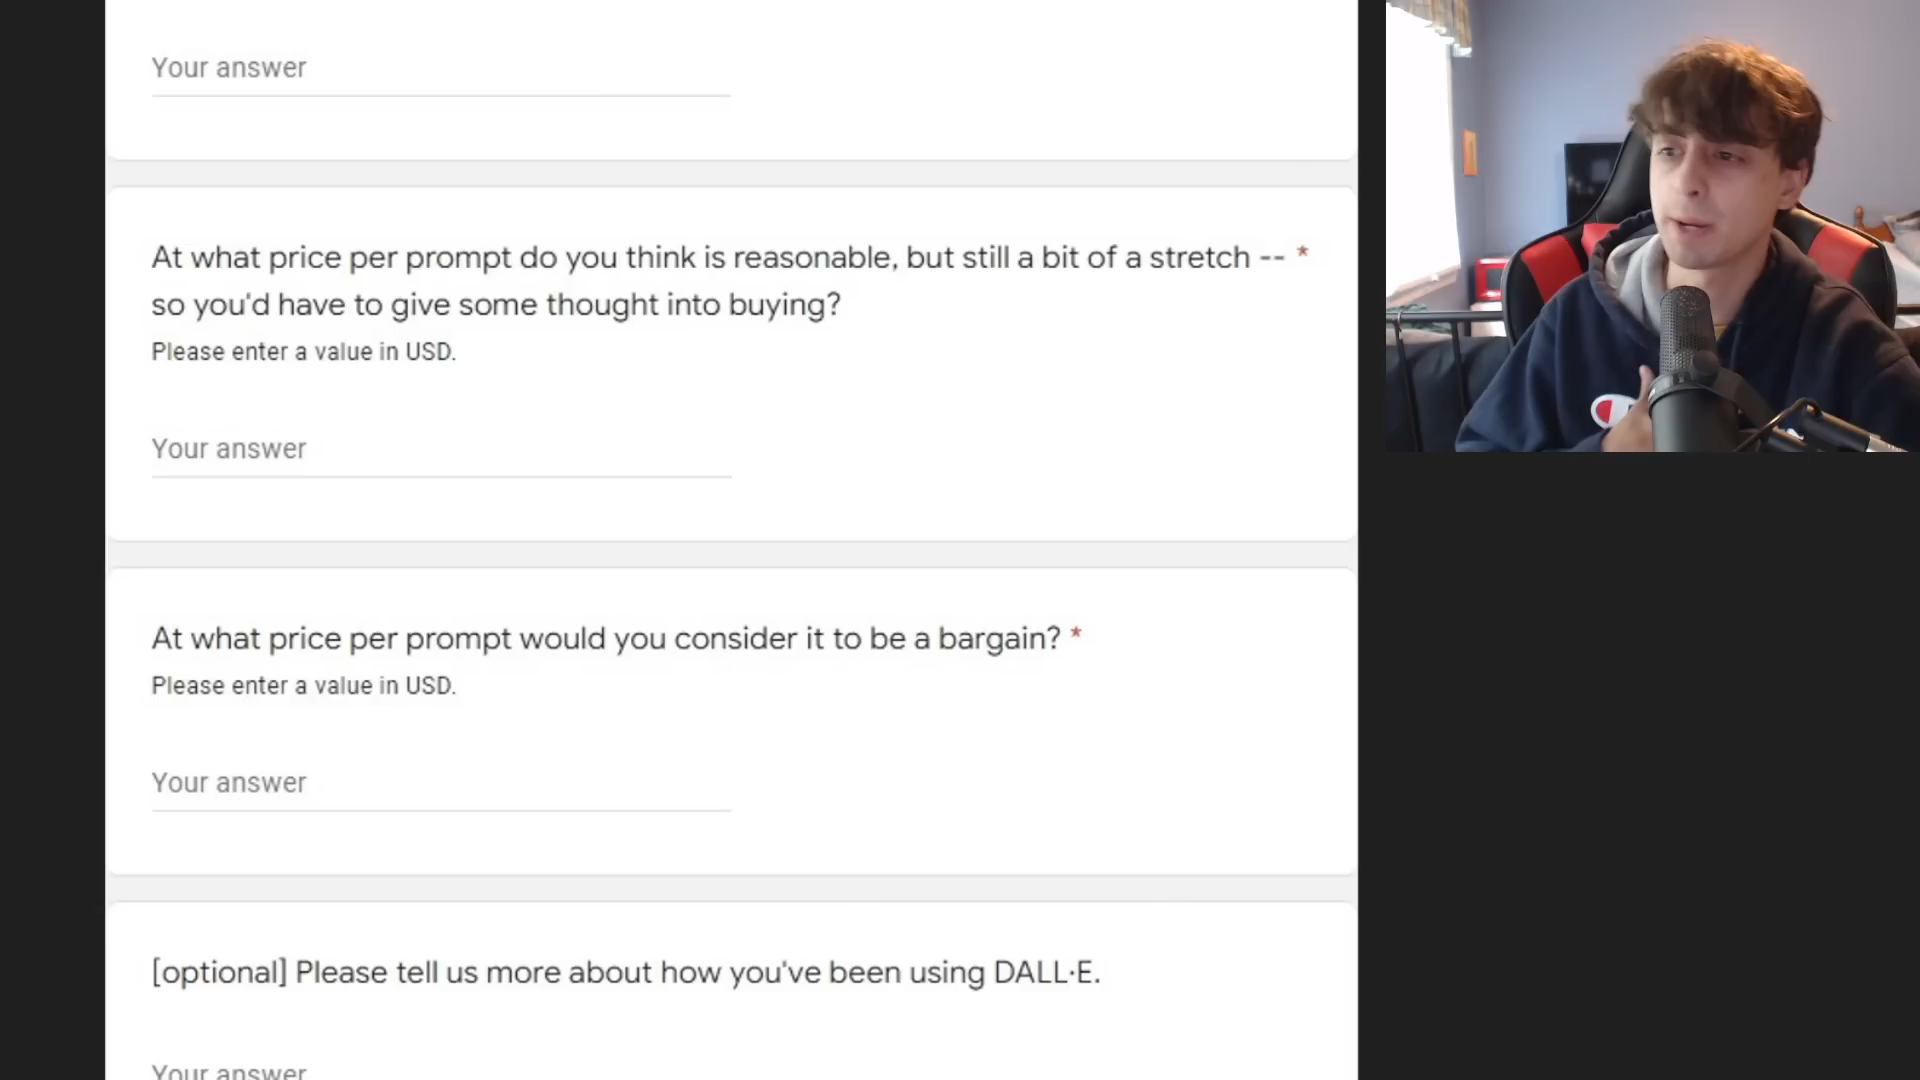 Your answer
At what price per prompt do you think is reasonable, but still a bit of a stretch -- *
so you'd have to give some thought into buying?
Please enter a value in USD.
Your answer
At what price per prompt would you consider it to be a bargain? *
Please enter a value in USD.
Your answer
[optional] Please tell us more about how you've been using DALL·E.
Your answer